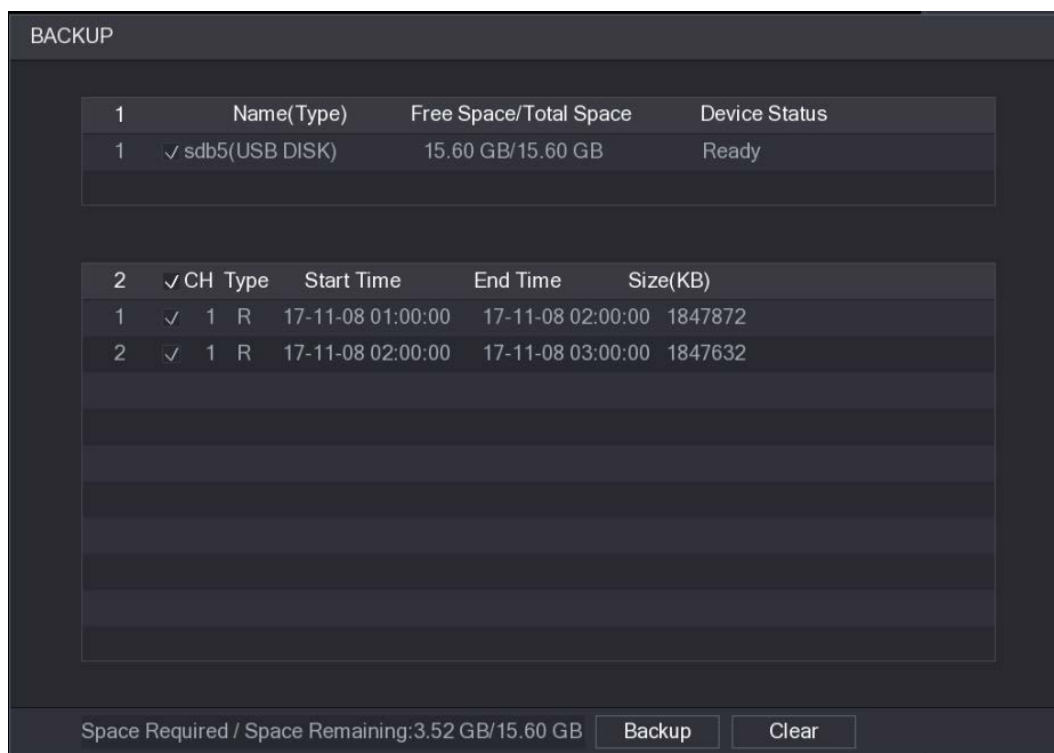 BACKUP
1 Name(Type) Free Space/Total Space Device Status
1 sdb5(USB DISK) 15.60 GB/15.60 GB Ready
2 CH Type Start Time End Time Size(KB)
1 1 R 17-11-08 01:00:00 17-11-08 02:00:00 1847872
2 1 R 17-11-08 02:00:00 17-11-08 03:00:00 1847632
Space Required / Space Remaining:3.52 GB/15.60 GB Backup Clear